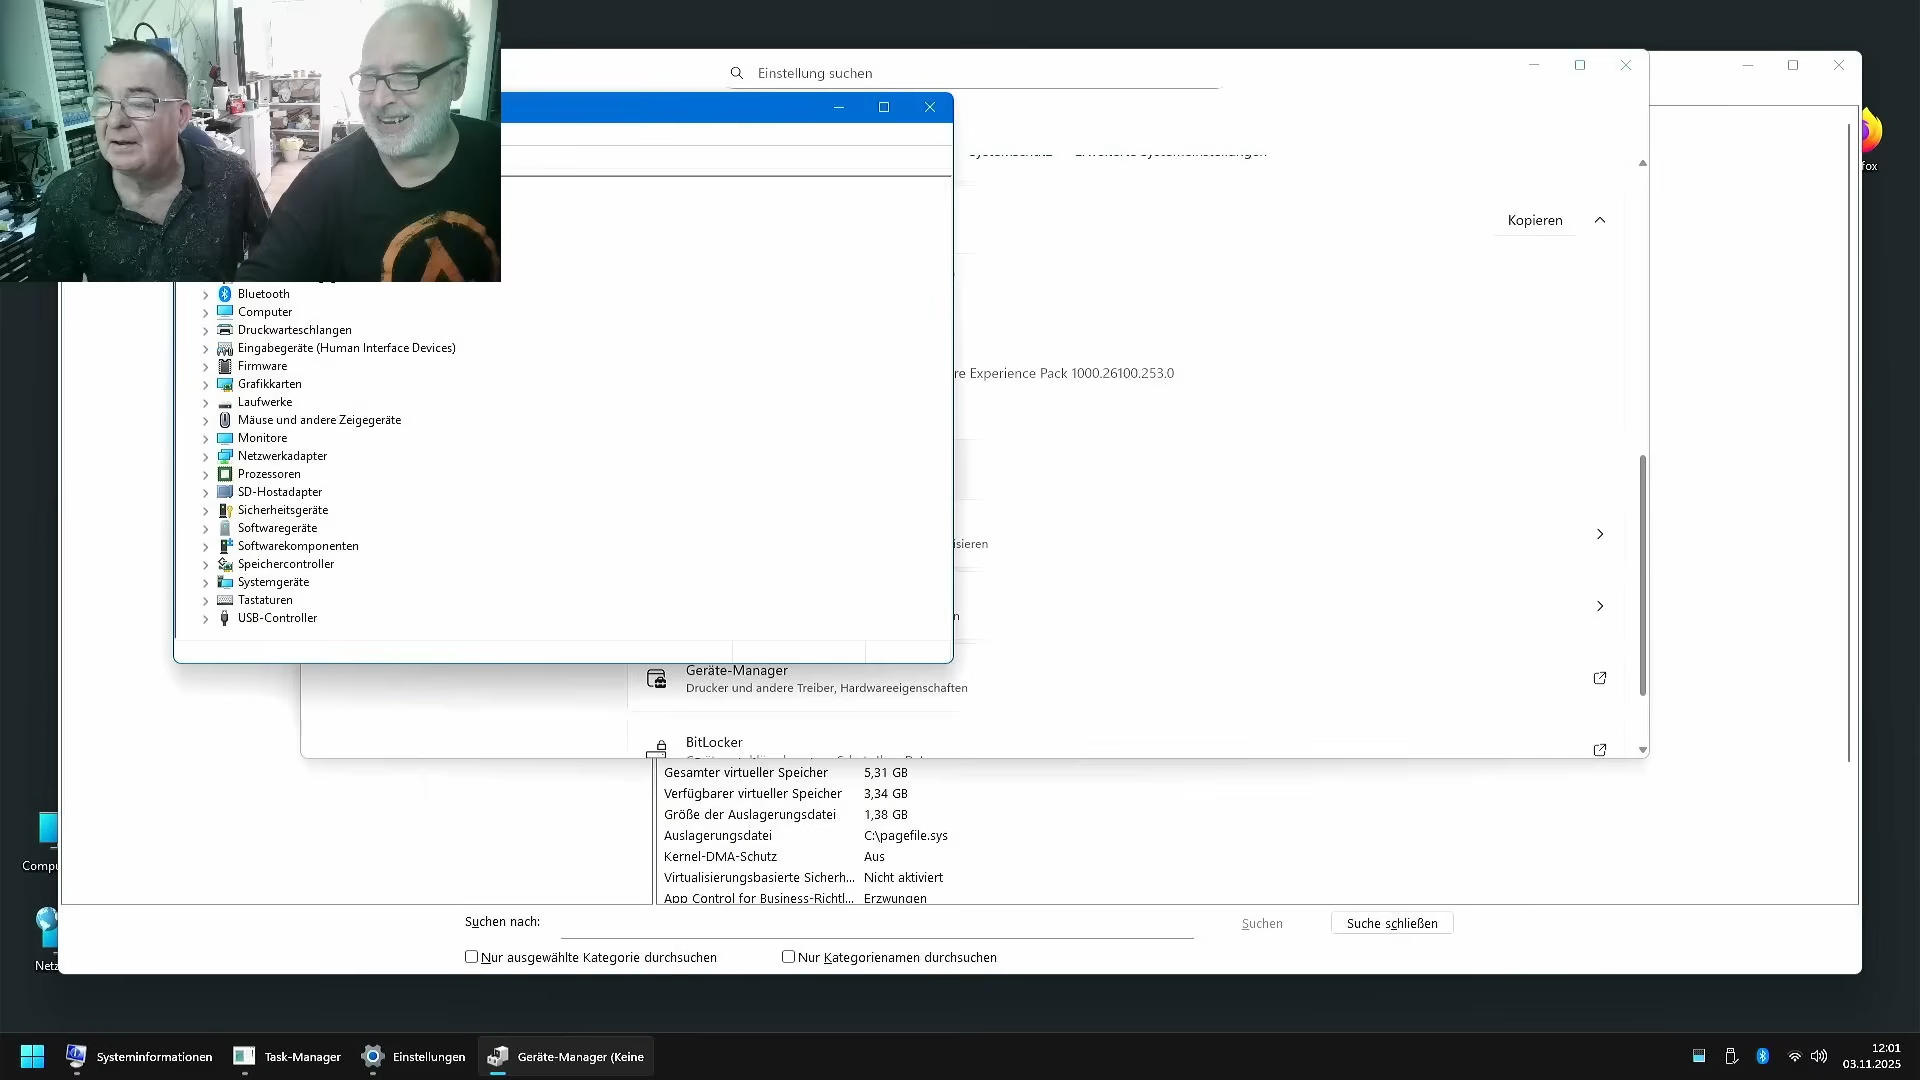 Einstellung suchen
Kopieren
Bluetooth
Computer
Druckwarteschlangen
Eingabegeräte (Human Interface Devices)
Firmware
re Experience Pack 1000.26100.253.0
Grafikkarten
Laufwerke
Mäuse und andere Zeigegeräte
Monitore
Netzwerkadapter
Prozessoren
SD-Hostadapter
Sicherheitsgeräte
Softwaregeräte
Softwarekomponenten
isieren
Speichercontroller
Systemgeräte
Tastaturen
USB-Controller
n
Geräte-Manager
Drucker und andere Treiber, Hardwareeigenschaften
BitLocker
Gesamter virtueller Speicher 5,31 GB
Verfügbarer virtueller Speicher 3,34 GB
Größe der Auslagerungsdatei 1,38 GB
Auslagerungsdatei C:\pagefile.sys
Kernel-DMA-Schutz Aus
Virtualisierungsbasierte Sicherh... Nicht aktiviert
App Control for Business-Richtl... Erzwungen
Suchen nach:
Suchen
Suche schließen
Nur ausgewählte Kategorie durchsuchen
Nur Kategorienamen durchsuchen
fox
Compu
Netz
Systeminformationen
Task-Manager
Einstellungen
Geräte-Manager (Keine
12:01
03.11.2025